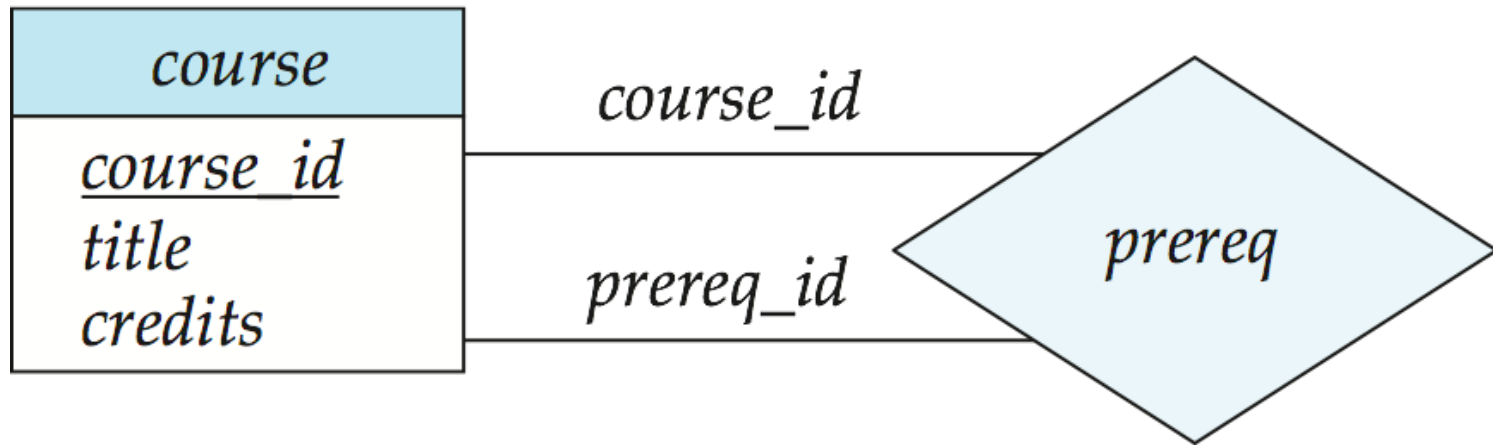 course
course_id
title
credits
course_id
prereq_id
prereq